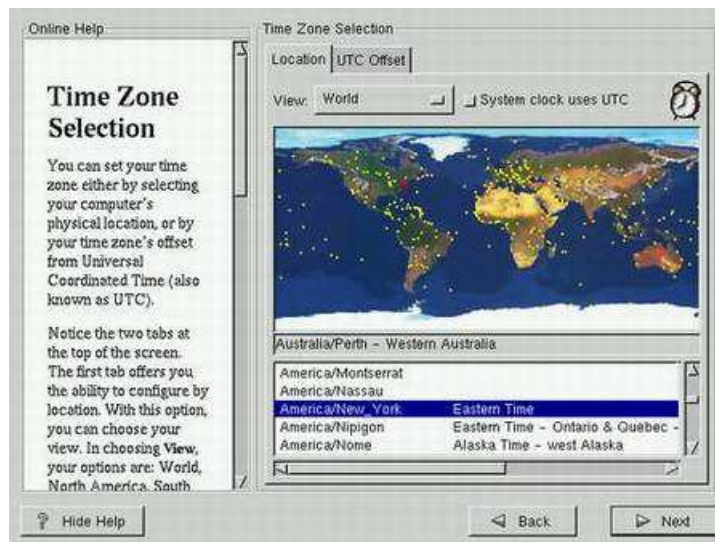 Online Help
Time Zone
Selection
You can set your time
zone either by selecting
your computer's
physical location, or by
your time zone's offset
from Universal
Coordinated Time (also
known as UTC).
Notice the two tabs at
the top of the screen.
The first tab offers you
the ability to configure by
location. With this option,
you can choose your
view. In choosing View,
your options are: World,
North America, South
Time Zone Selection
Location UTC Offset
View: World System clock uses UTC
Australia/Perth - Western Australia
America/Montserrat
America/Nassau
America/New_York Eastern Time
America/Nipigon Eastern Time - Ontario & Quebec -
America/Nome Alaska Time - west Alaska
? Hide Help Back Next